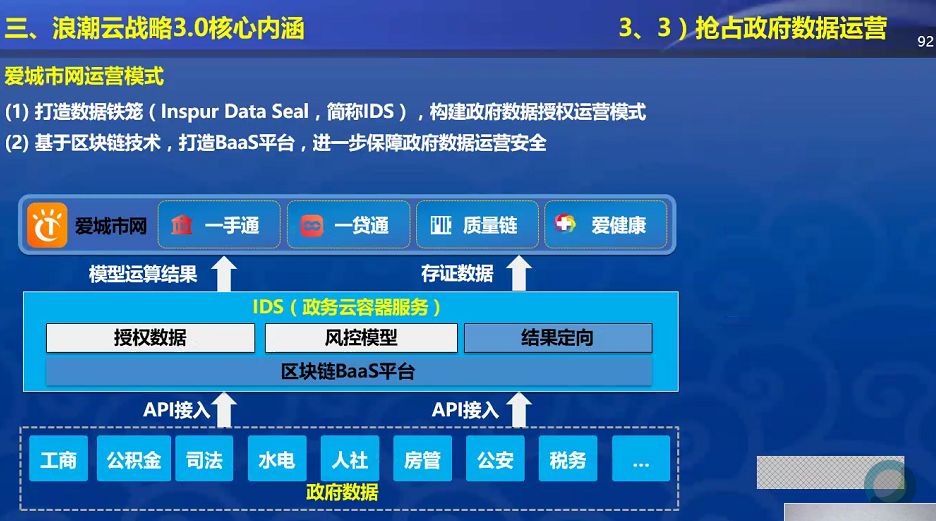 三、浪潮云战略3.0核心内涵
3、3）抢占政府数据运营
92
爱城市网运营模式
(1) 打造数据铁笼（Inspur Data Seal，简称IDS），构建政府数据授权运营模式
(2) 基于区块链技术，打造BaaS平台，进一步保障政府数据运营安全
爱城市网 一手通 一贷通 质量链 爱健康
模型运算结果 存证数据
IDS（政务云容器服务）
授权数据 风控模型 结果定向
区块链BaaS平台
API接入 API接入
工商 公积金 司法 水电 人社 房管 公安 税务 ...
政府数据